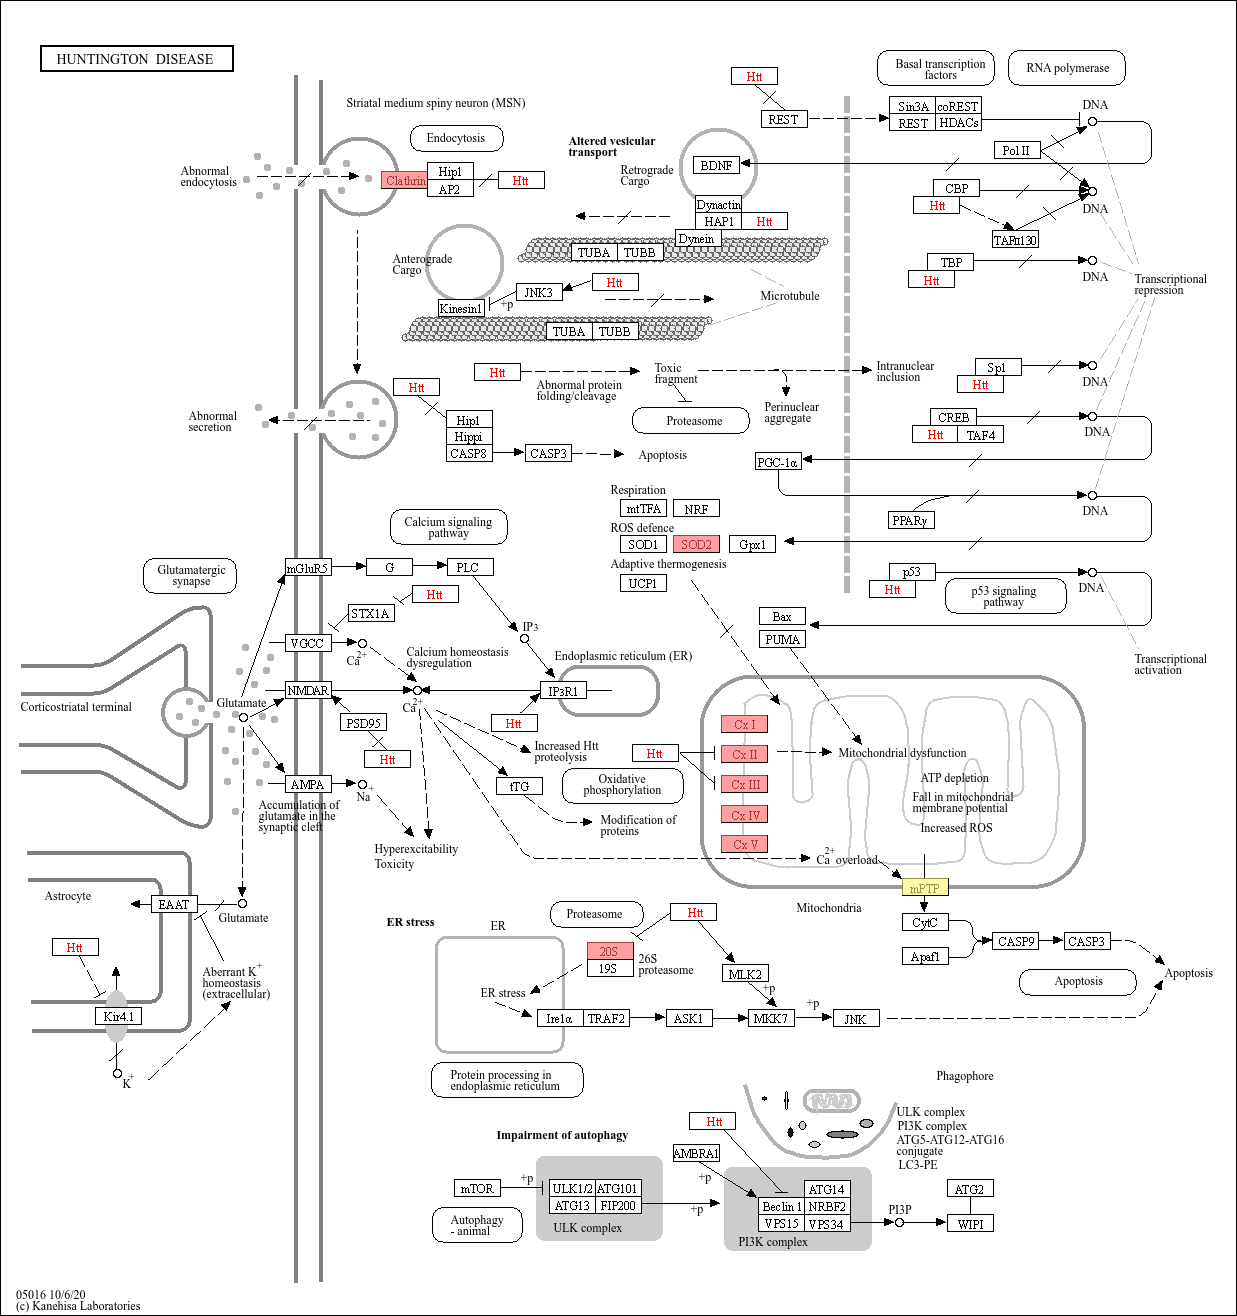 HUNTINGTON DISEASE
Striatal medium spiny neuron (MSN)
Endocytosis
Abnormal
endocytosis
Clathrin
Hip1
AP2
Htt
Altered vesicular
transport
Retrograde
Cargo
BDNF
Dynactin
HAP1
Htt
Dynein
TUBA
TUBB
Anterograde
Cargo
Kinesin1
+p
JNK3
Htt
Microtubule
TUBA
TUBB
Htt
REST
Basal transcription
factors
RNA polymerase
Sin3A
coREST
REST
HDACs
DNA
Pol II
CBP
Htt
TAFII130
DNA
TBP
Htt
DNA
Transcriptional
repression
Sp1
Htt
DNA
CREB
Htt
TAF4
DNA
PGC-1α
PPARγ
DNA
p53
Htt
DNA
p53 signaling
pathway
Transcriptional
activation
Htt
Abnormal protein
folding/cleavage
Toxic
fragment
Proteasome
Perinuclear
aggregate
Intranuclear
inclusion
Abnormal
secretion
Htt
Hip1
Hippi
CASP8
CASP3
Apoptosis
Respiration
mtTFA
NRF
ROS defence
SOD1
SOD2
Gpx1
Adaptive thermogenesis
UCP1
Bax
PUMA
Calcium signaling
pathway
Glutamatergic
synapse
mGluR5
G
PLC
Htt
STX1A
VGCC
Ca2+
IP3
Calcium homeostasis
dysregulation
Endoplasmic reticulum (ER)
NMDAR
Ca2+
IP3R1
Htt
PSD95
Htt
Corticostriatal terminal
Glutamate
AMPA
Na+
Accumulation of
glutamate in the
synaptic cleft
Increased Htt
proteolysis
tTG
Modification of
proteins
Hyperexcitability
Toxicity
Htt
Oxidative
phosphorylation
Cx I
Cx II
Cx III
Cx IV
Cx V
Mitochondrial dysfunction
ATP depletion
Fall in mitochondrial
membrane potential
Increased ROS
Ca2+ overload
mPTP
Mitochondria
CytC
Apaf1
CASP9
CASP3
Apoptosis
Apoptosis
Astrocyte
EAAT
Glutamate
Htt
Aberrant K+
homeostasis
(extracellular)
Kir4.1
K+
ER stress
ER
Proteasome
Htt
20S
19S
26S
proteasome
MLK2
+p
ER stress
Ire1α
TRAF2
ASK1
MKK7
+p
JNK
Protein processing in
endoplasmic reticulum
Phagophore
ULK complex
PI3K complex
ATG5-ATG12-ATG16
conjugate
LC3-PE
Impairment of autophagy
Htt
AMBRA1
+p
mTOR
+p
ULK1/2
ATG101
ATG13
FIP200
ULK complex
+p
ATG14
Beclin 1
NRBF2
VPS15
VPS34
PI3K complex
PI3P
ATG2
WIPI
Autophagy
- animal
05016 10/6/20
(c) Kanehisa Laboratories